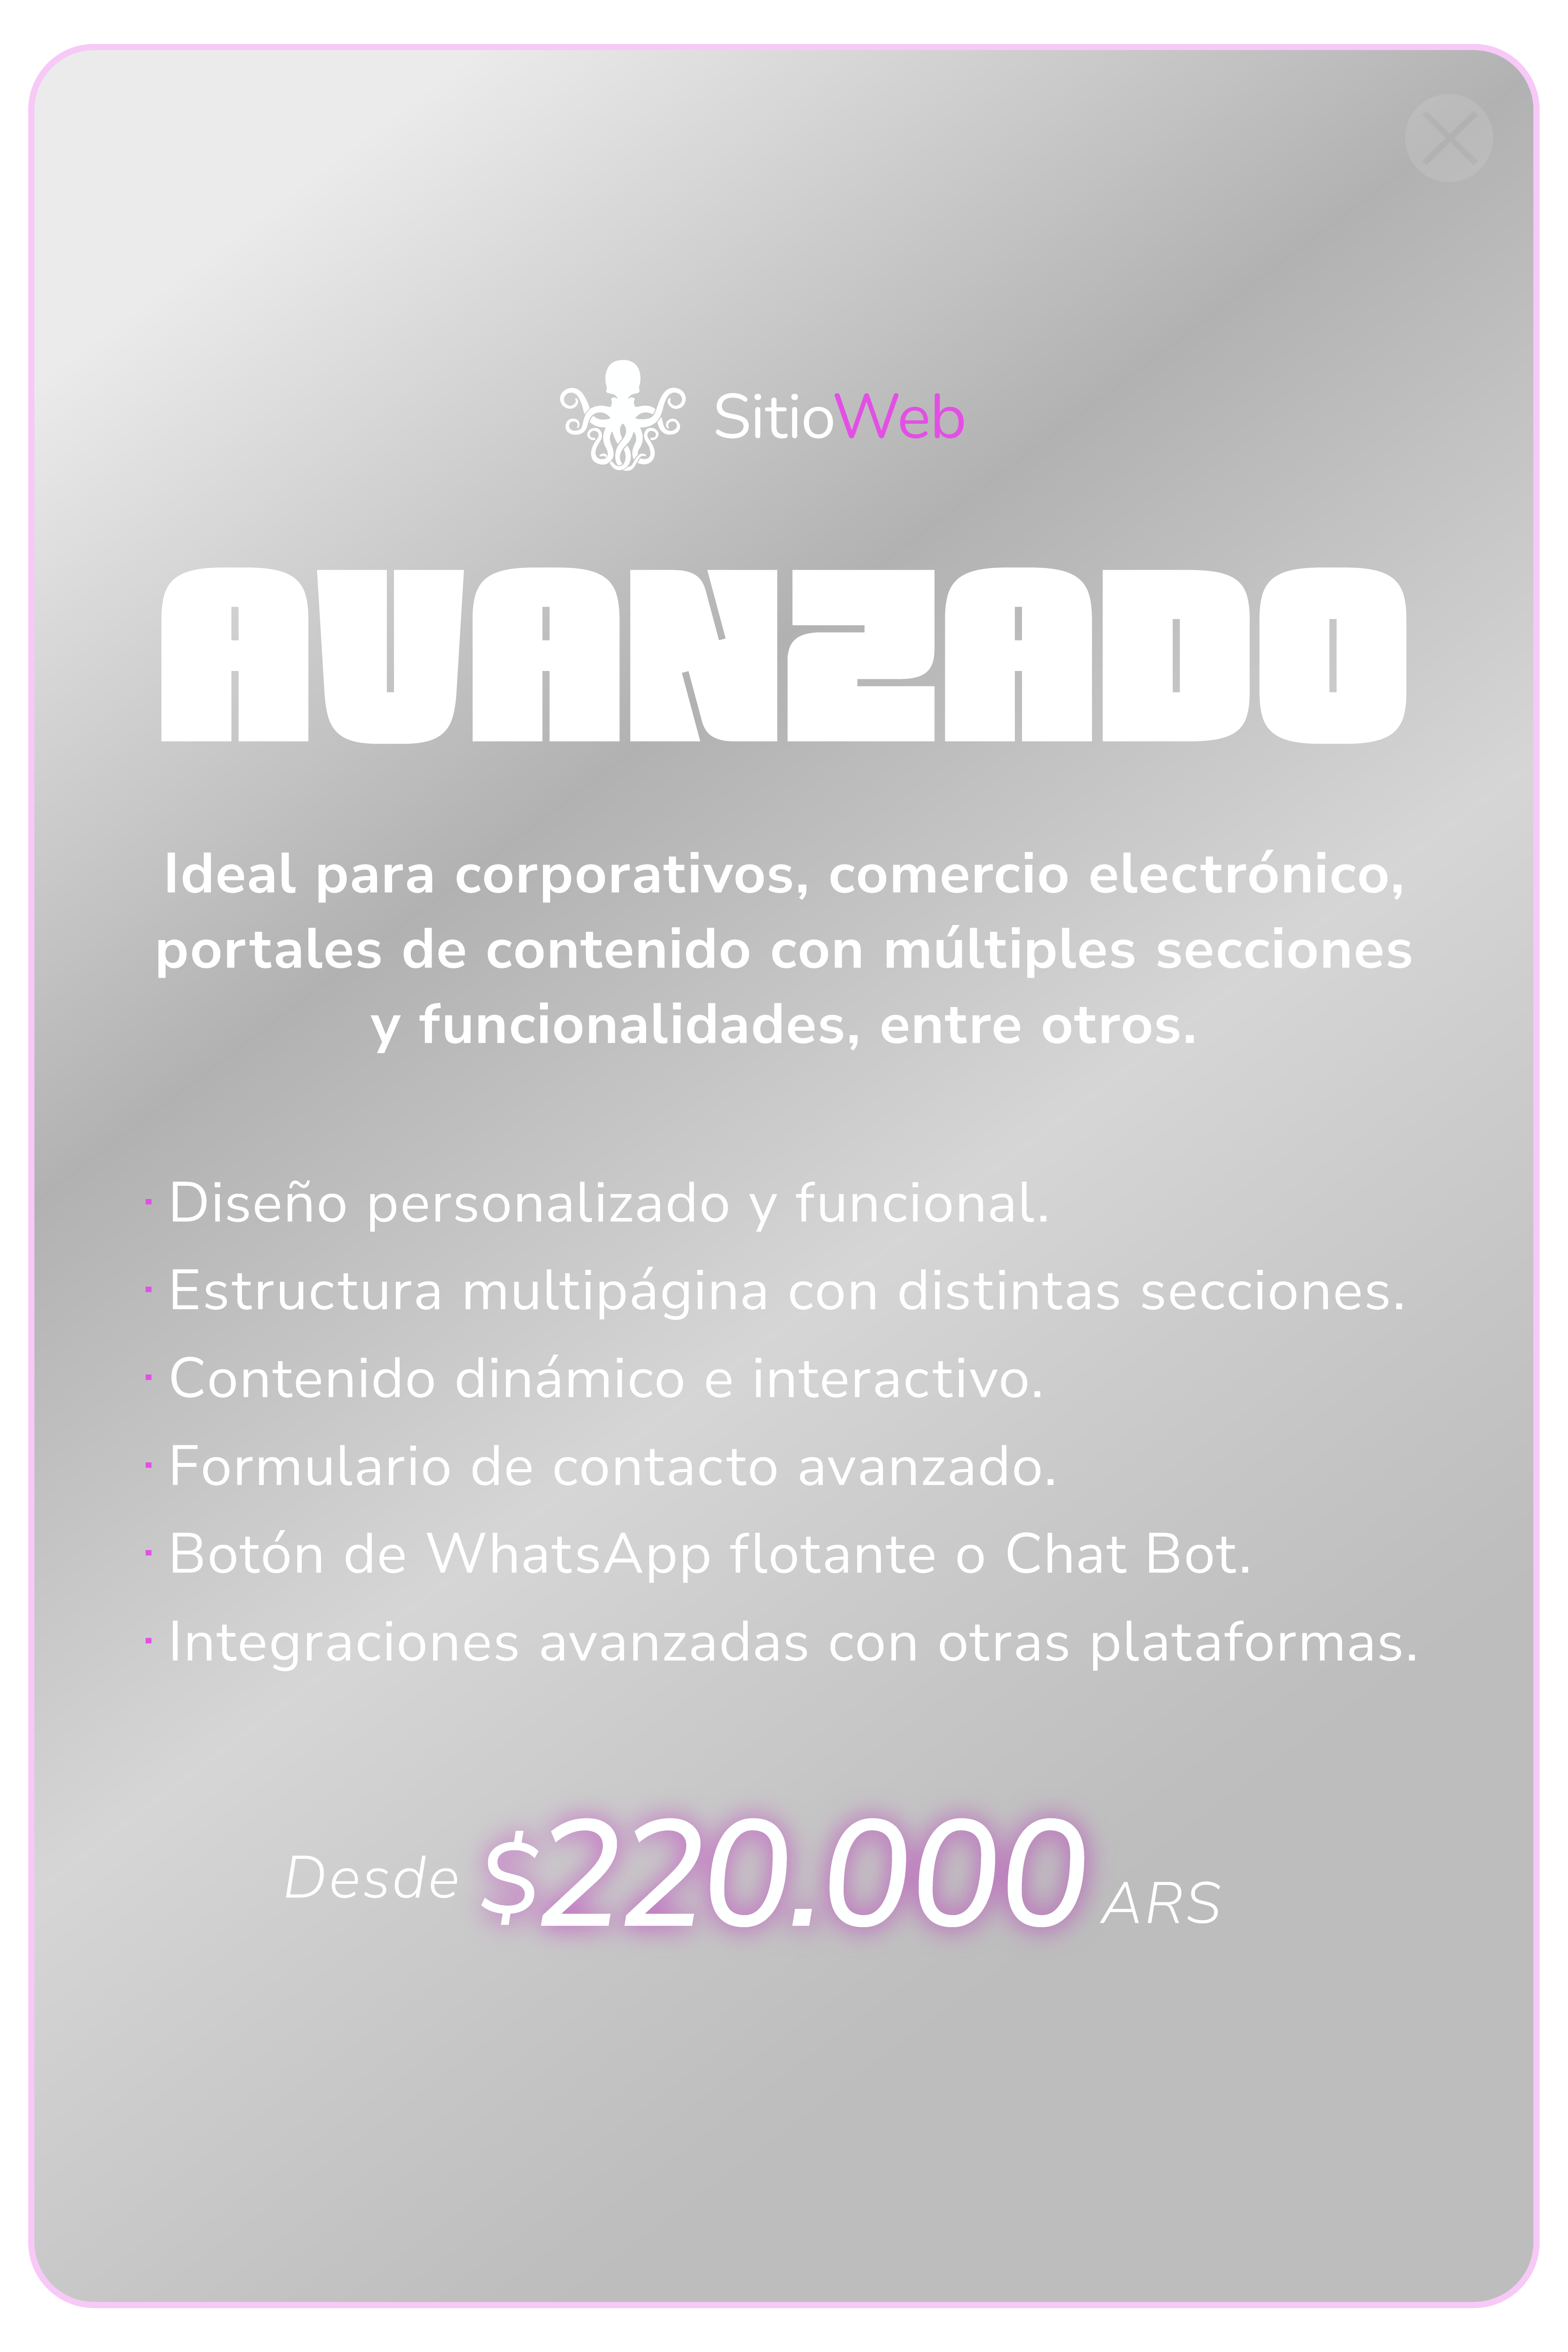 SitioWeb
AVANZADO
Ideal para corporativos, comercio electrónico,
portales de contenido con múltiples secciones
y funcionalidades, entre otros.
· Diseño personalizado y funcional.
· Estructura multipágina con distintas secciones.
· Contenido dinámico e interactivo.
· Formulario de contacto avanzado.
· Botón de WhatsApp flotante o Chat Bot.
· Integraciones avanzadas con otras plataformas.
Desde $220.000 ARS